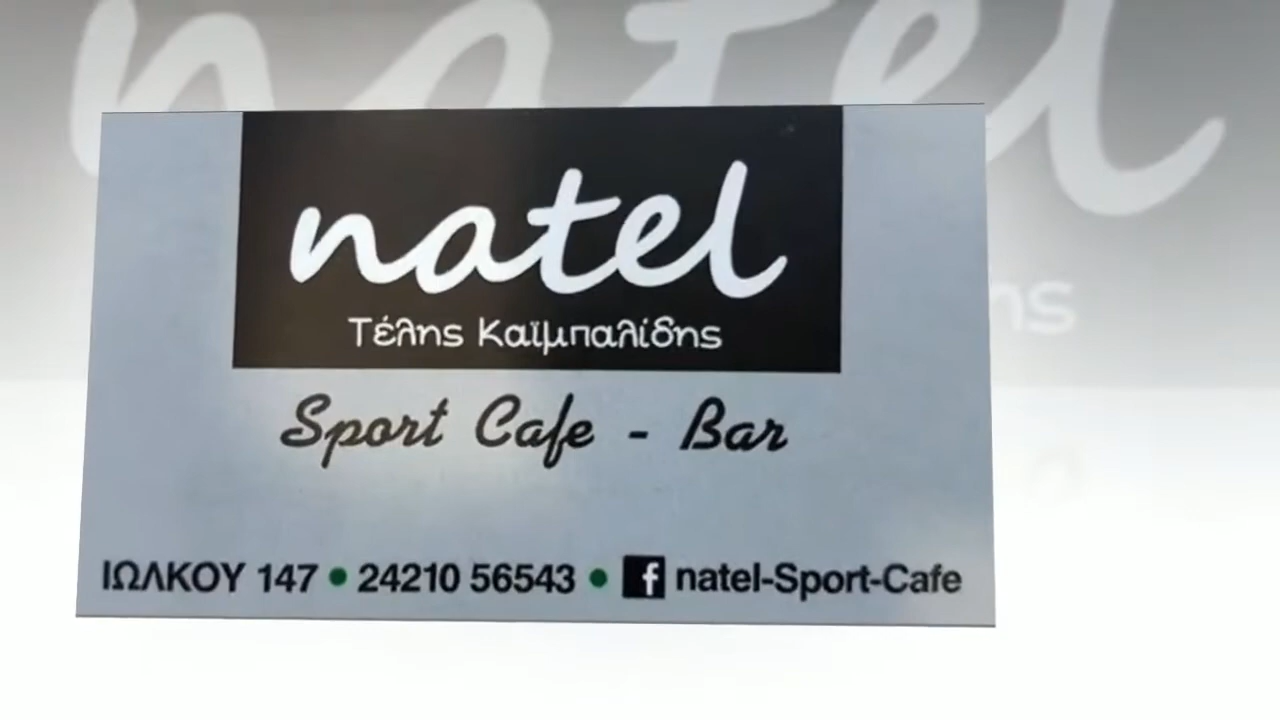 natel
Τέλης Καϊμπαλίδης
Sport Cafe - Bar
ΙΩΛΚΟΥ 147 • 24210 56543 • f natel-Sport-Cafe